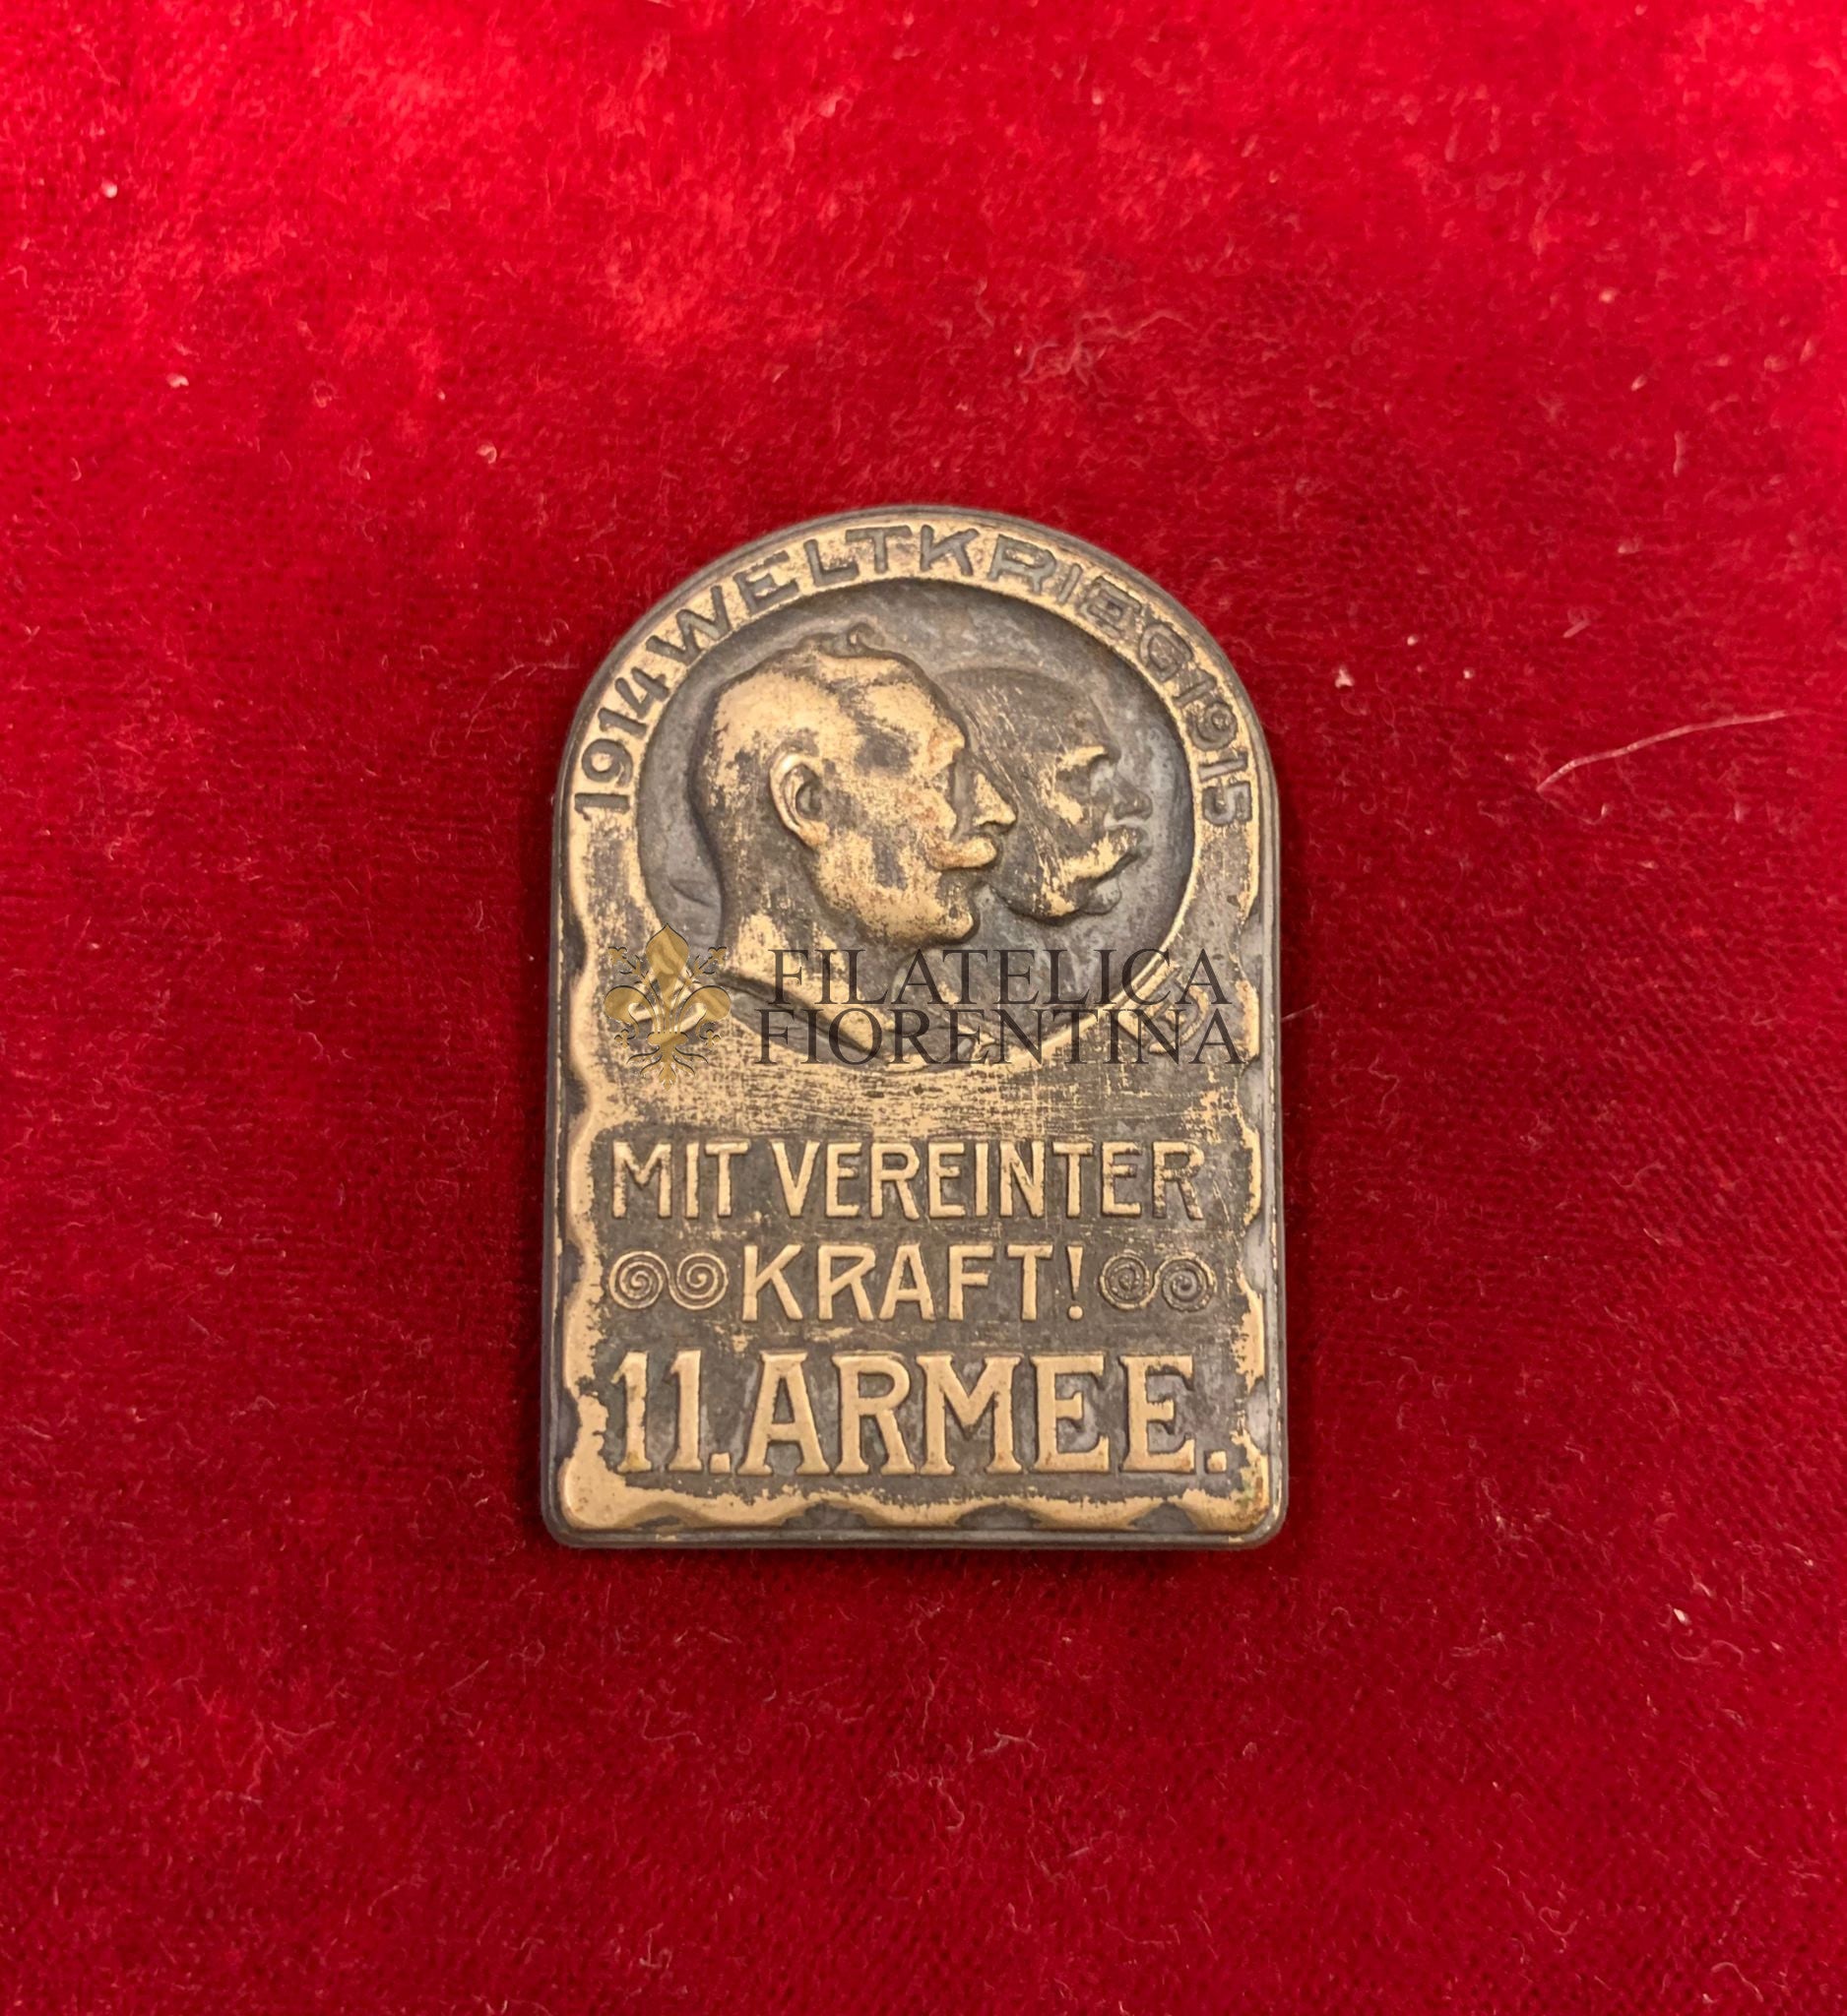 1914 WELTKRIEG 1915
FILATELICA
FIORENTINA
MIT VEREINTER
KRAFT!
11. ARMEE.